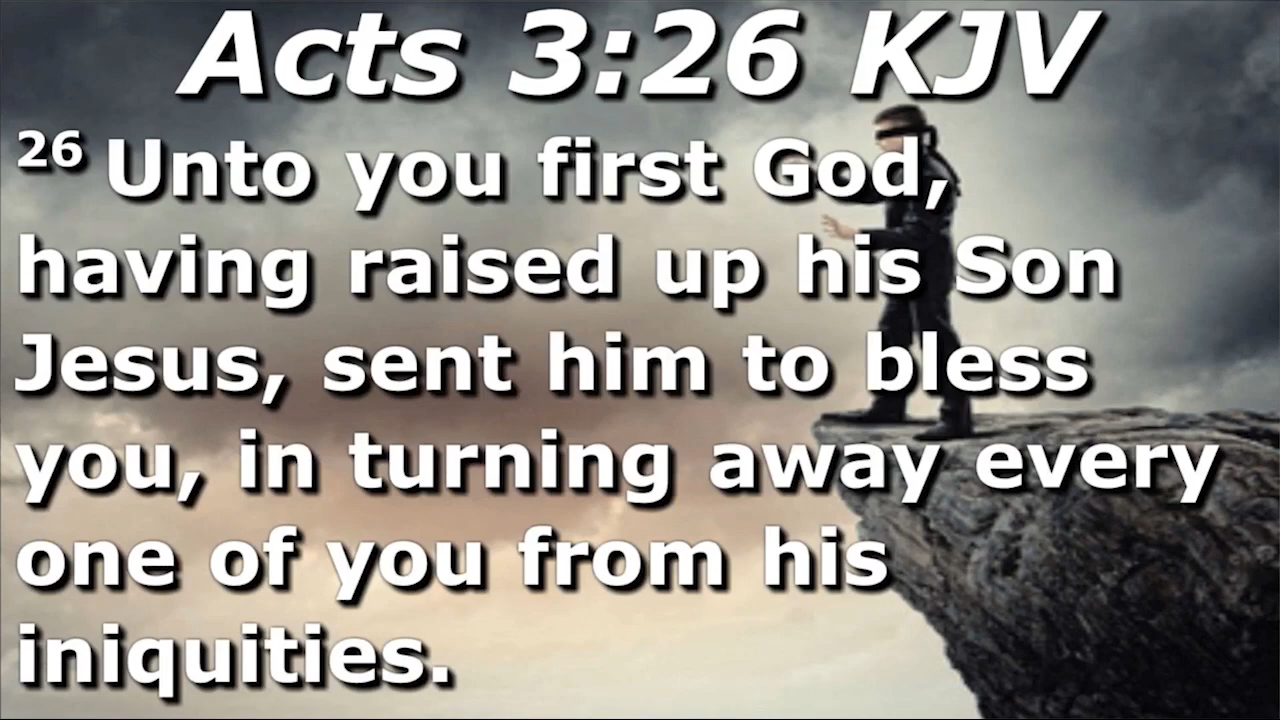 Acts 3:26 KJV
26 Unto you first God,
having raised up his Son
Jesus, sent him to bless
you, in turning away every
one of you from his
iniquities.